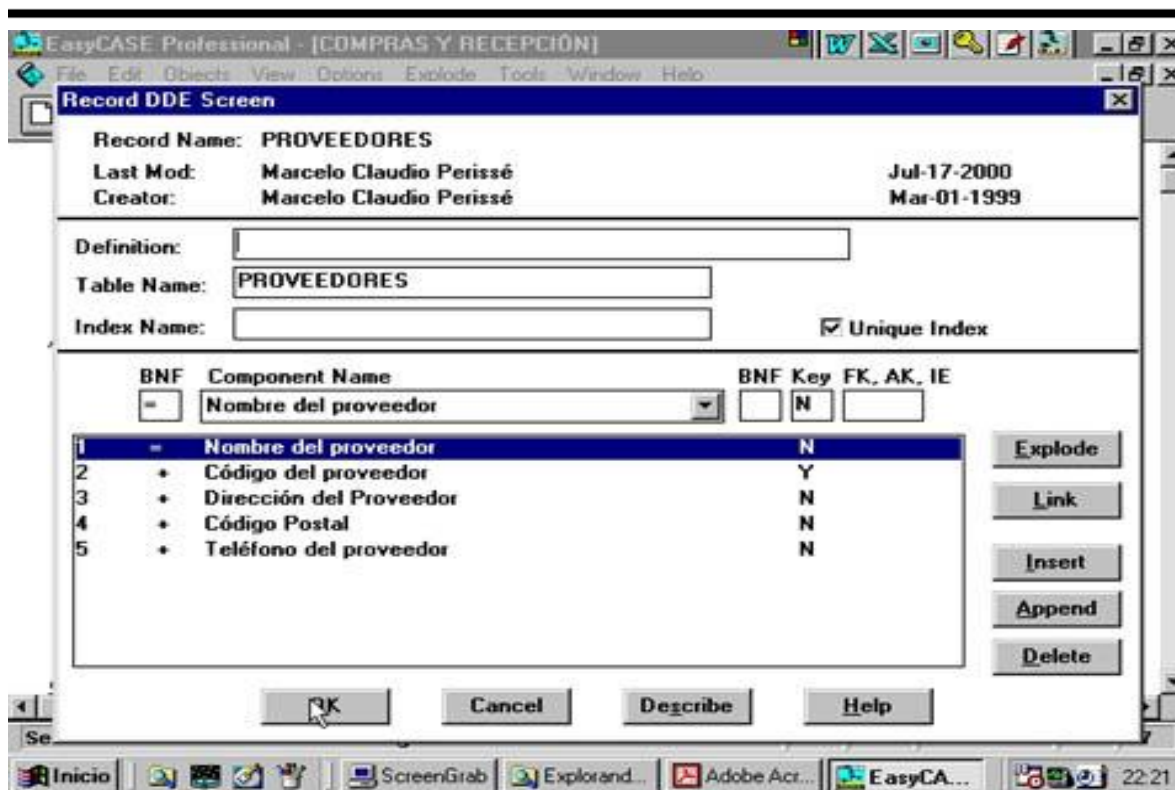 EasyCASE Professional - [COMPRAS Y RECEPCIÓN]
File Edit Objects View Options Explode Tools Window Help
Record DDE Screen
Record Name: PROVEEDORES
Last Mod: Marcelo Claudio Perissé Jul-17-2000
Creator: Marcelo Claudio Perissé Mar-01-1999
Definition:
Table Name: PROVEEDORES
Index Name: Unique Index
BNF Component Name BNF Key FK, AK, IE
= Nombre del proveedor N
1 = Nombre del proveedor N
2 + Código del proveedor Y
3 + Dirección del Proveedor N
4 + Código Postal N
5 + Teléfono del proveedor N
Explode
Link
Insert
Append
Delete
OK Cancel Describe Help
Se
Inicio ScreenGrab Explorand... Adobe Acr... EasyCA... 22:21